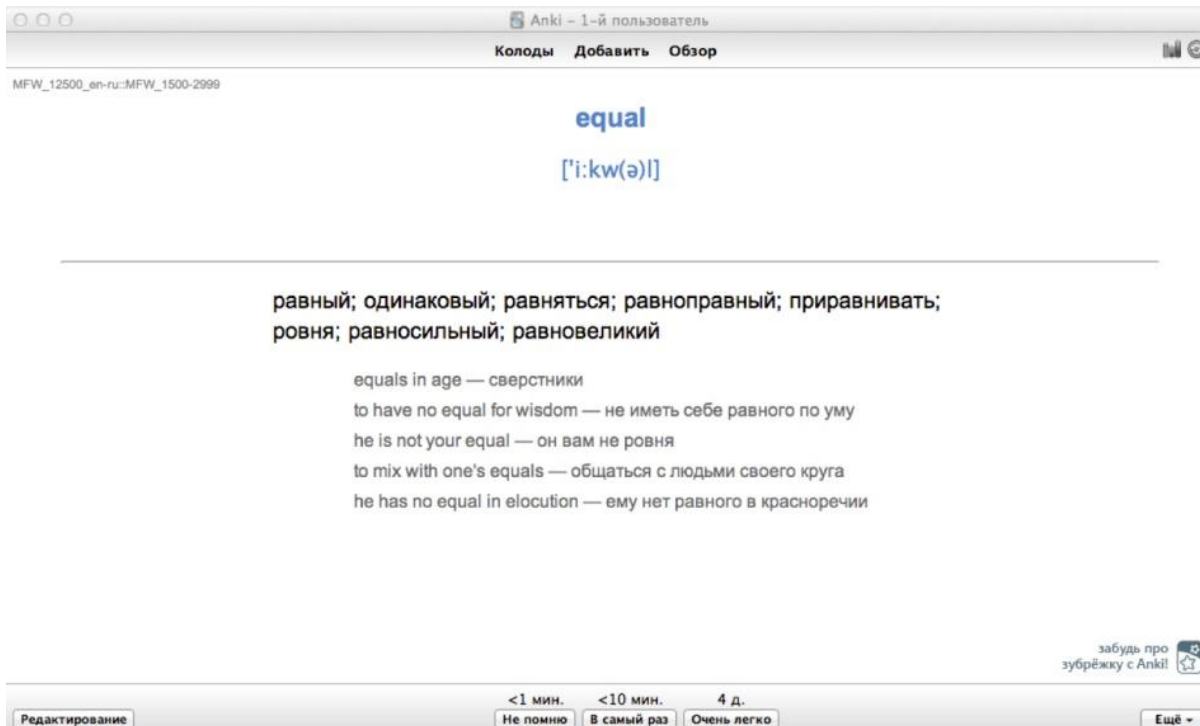 Anki – 1-й пользователь
Колоды Добавить Обзор
MFW_12500_en-ru::MFW_1500-2999
equal
['i:kw(ə)l]
равный; одинаковый; равняться; равноправный; приравнивать;
ровня; равносильный; равновеликий
equals in age — сверстники
to have no equal for wisdom — не иметь себе равного по уму
he is not your equal — он вам не ровня
to mix with one's equals — общаться с людьми своего круга
he has no equal in elocution — ему нет равного в красноречии
забудь про
зубрёжку с Anki!
<1 мин. <10 мин. 4 д.
Редактирование Не помню В самый раз Очень легко Ещё